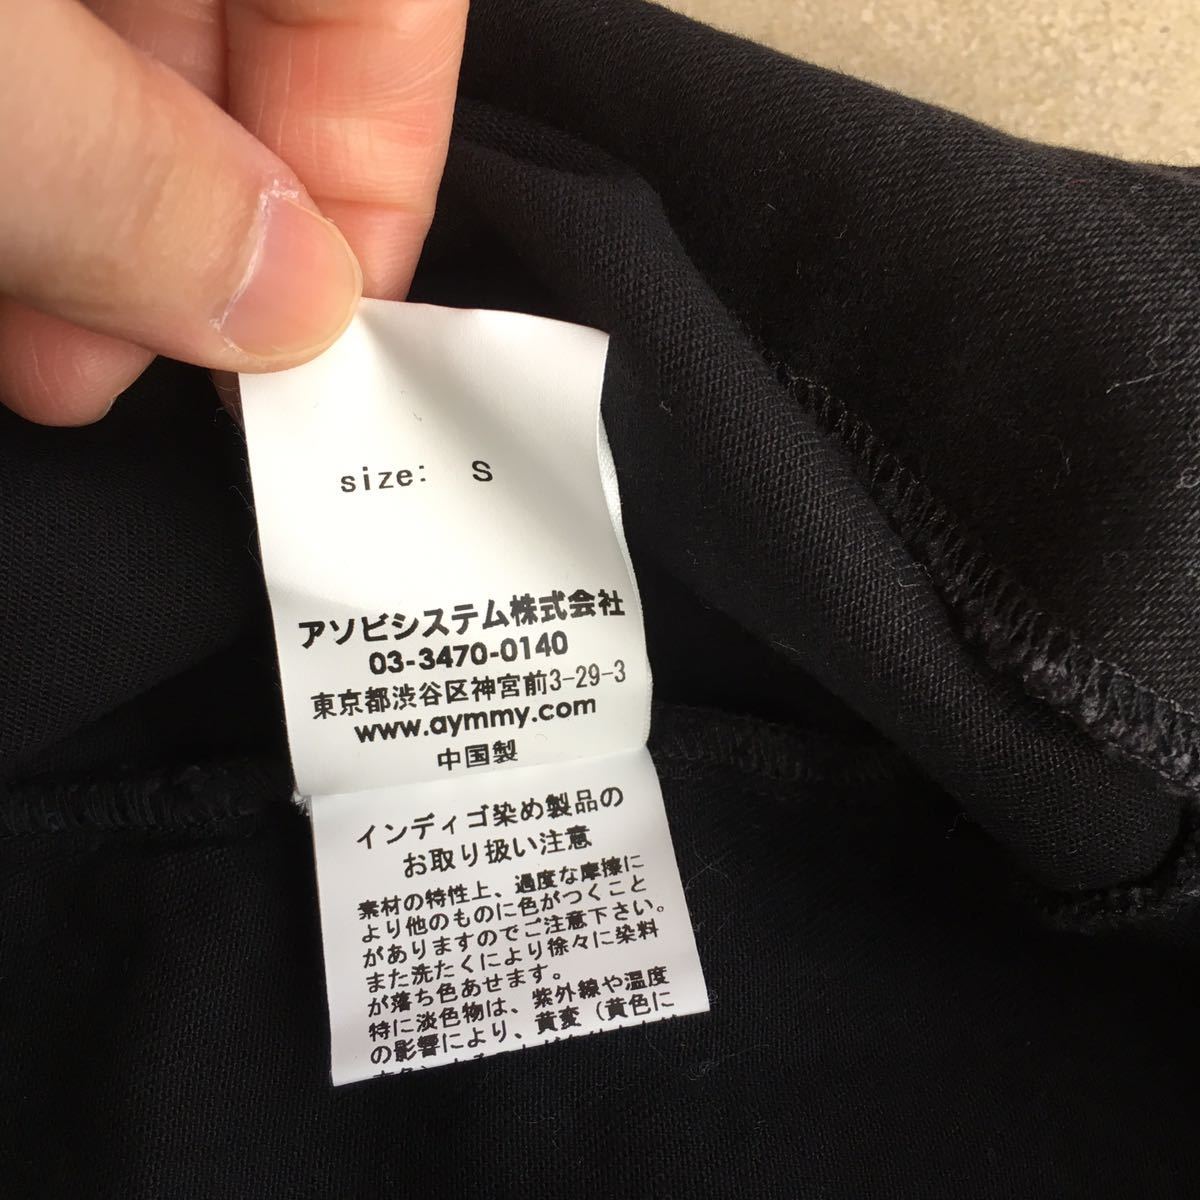 size: S
アソビシステム株式会社
03-3470-0140
東京都渋谷区神宮前3-29-3
www.aymmy.com
中国製
インディゴ染め製品の
お取り扱い注意
素材の特性上、過度な摩擦に
より他のものに色がつくこと
がありますのでご注意下さい。
また洗たくにより徐々に染料
が落ち色あせます。
特に淡色物は、紫外線や温度
の影響により、黄変（黄色に